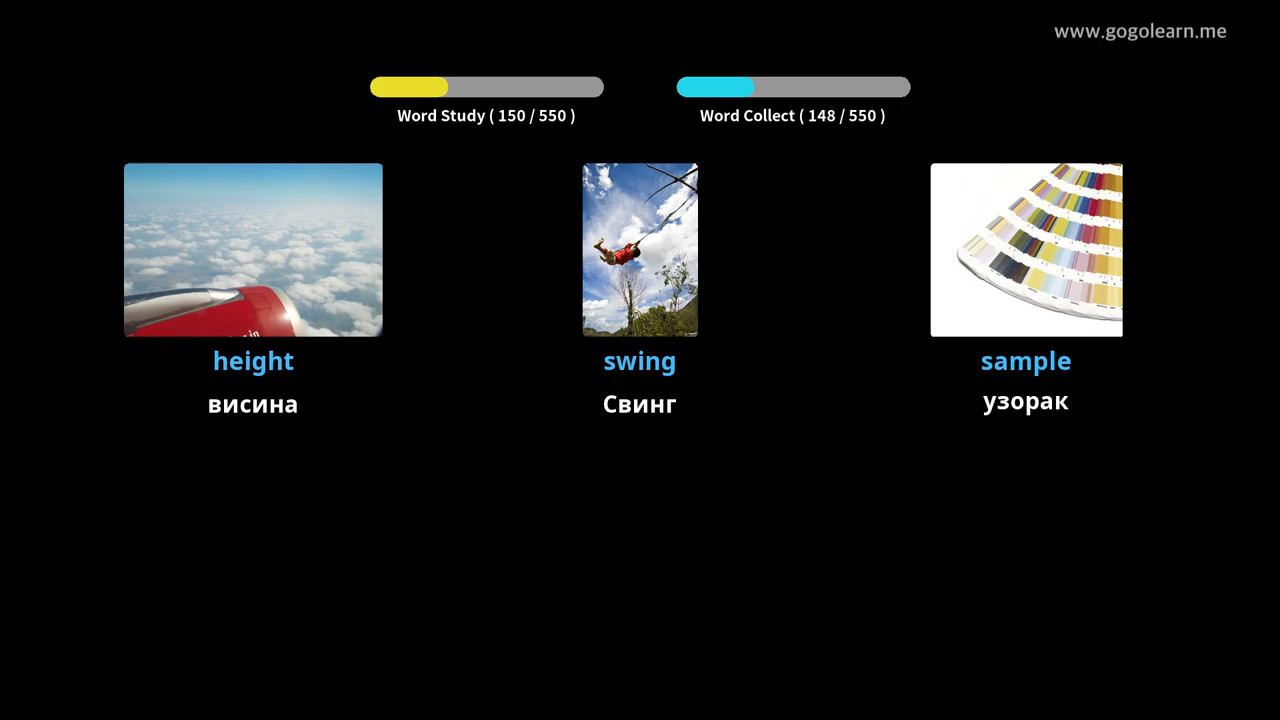 www.gogolearn.me
Word Study ( 150 / 550 )
Word Collect ( 148 / 550 )
height
swing
sample
висина
Свинг
узорак